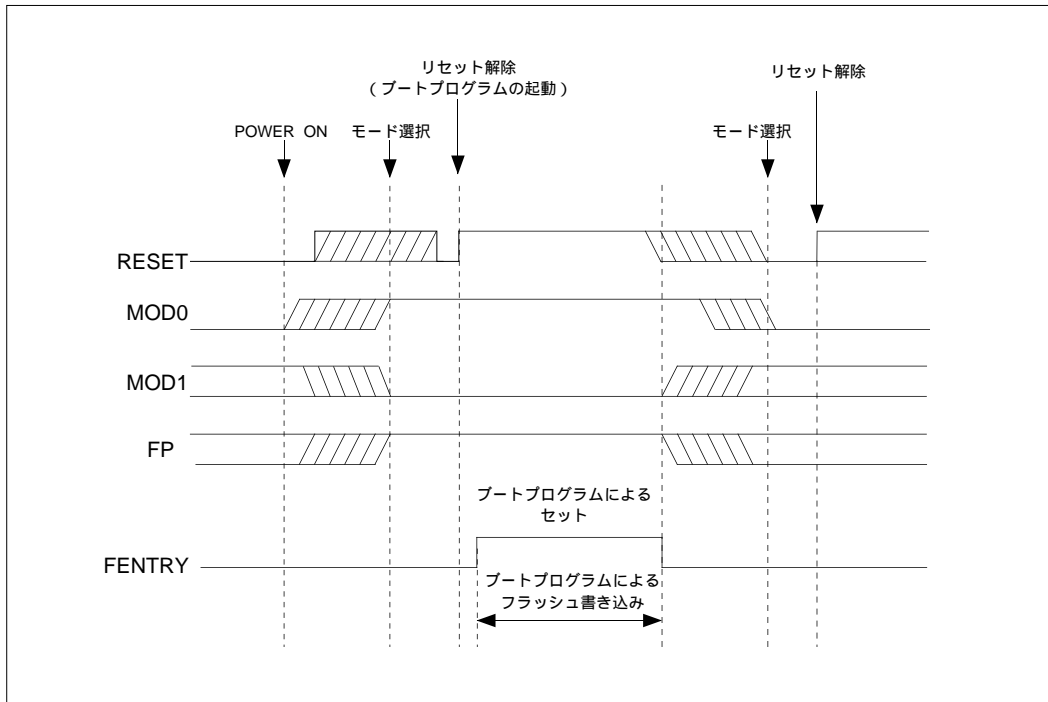 リセット解除
(ブートプログラムの起動)
リセット解除
POWER ON
モード選択
モード選択
RESET
MOD0
MOD1
FP
ブートプログラムによる
セット
FENTRY
ブートプログラムによる
フラッシュ書き込み